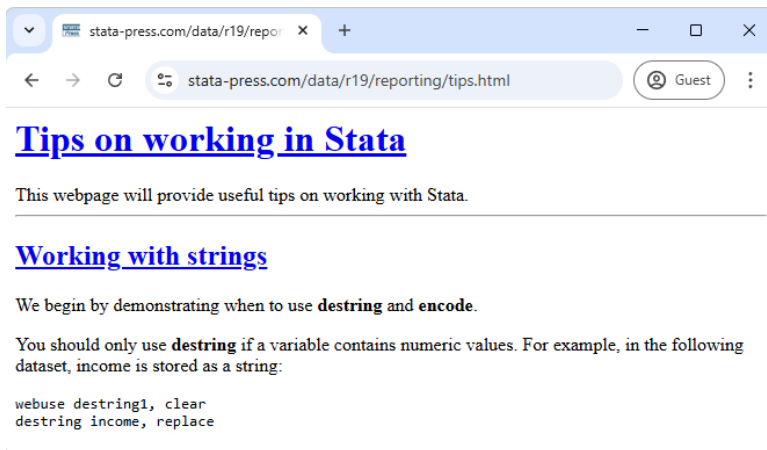 stata-press.com/data/r19/repor
stata-press.com/data/r19/reporting/tips.html
Guest
Tips on working in Stata
This webpage will provide useful tips on working with Stata.
Working with strings
We begin by demonstrating when to use destring and encode.
You should only use destring if a variable contains numeric values. For example, in the following
dataset, income is stored as a string:
webuse destring1, clear
destring income, replace